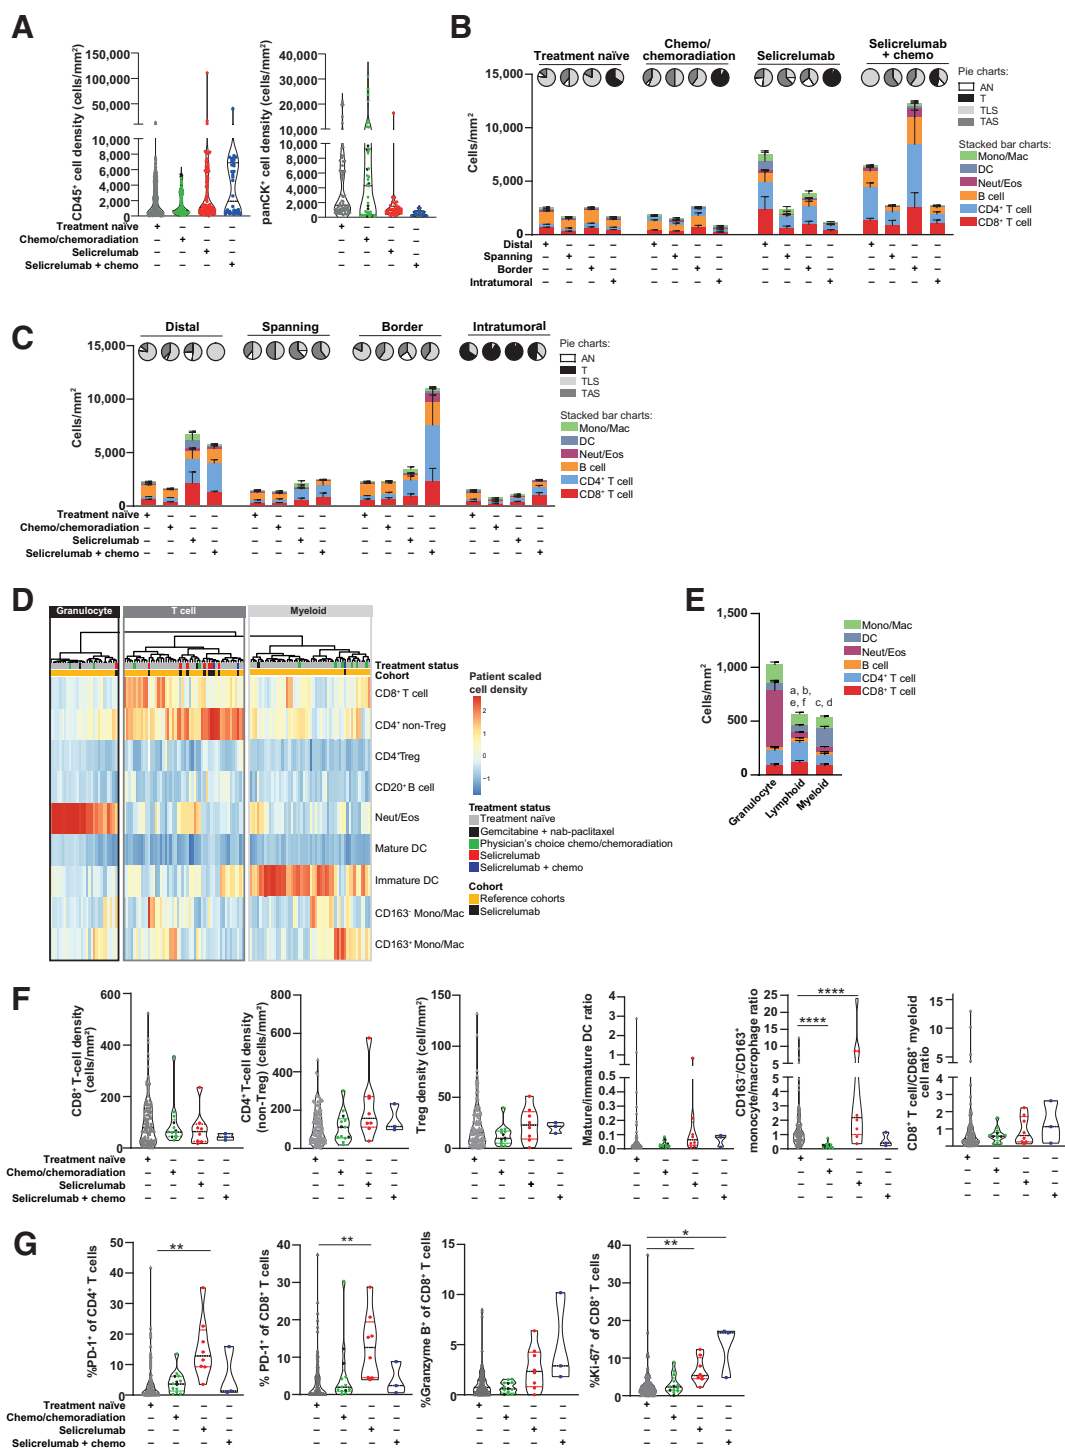 A
CD45⁺ cell density (cells/mm²)
150,000
100,000
50,000
10,000
10,000
8,000
6,000
4,000
2,000
0
panCK⁺ cell density (cells/mm²)
40,000
30,000
20,000
10,000
10,000
8,000
6,000
4,000
2,000
0
Treatment naïve + – – – + – – –
Chemo/chemoradiation – + – – – + – –
Selicrelumab – – + – – – + –
Selicrelumab + chemo – – – + – – – +
B
Treatment naïve
Chemo/
chemoradiation
Selicrelumab
Selicrelumab
+ chemo
Cells/mm²
15,000
10,000
5,000
0
Distal + – – – + – – – + – – – + – – –
Spanning – + – – – + – – – + – – – + – –
Border – – + – – – + – – – + – – – + –
Intratumoral – – – + – – – + – – – + – – – +
Pie charts:
AN
T
TLS
TAS
Stacked bar charts:
Mono/Mac
DC
Neut/Eos
B cell
CD4⁺ T cell
CD8⁺ T cell
C
Distal
Spanning
Border
Intratumoral
Cells/mm²
15,000
10,000
5,000
0
Treatment naïve + – – – + – – – + – – – + – – –
Chemo/chemoradiation – + – – – + – – – + – – – + – –
Selicrelumab – – + – – – + – – – + – – – + –
Selicrelumab + chemo – – – + – – – + – – – + – – – +
Pie charts:
AN
T
TLS
TAS
Stacked bar charts:
Mono/Mac
DC
Neut/Eos
B cell
CD4⁺ T cell
CD8⁺ T cell
D
Granulocyte
T cell
Myeloid
Treatment status
Cohort
CD8⁺ T cell
CD4⁺ non-Treg
CD4⁺Treg
CD20⁺ B cell
Neut/Eos
Mature DC
Immature DC
CD163⁻ Mono/Mac
CD163⁺ Mono/Mac
Patient scaled
cell density
2
1
0
−1
Treatment status
Treatment naïve
Gemcitabine + nab-paclitaxel
Physician's choice chemo/chemoradiation
Selicrelumab
Selicrelumab + chemo
Cohort
Reference cohorts
Selicrelumab
E
Cells/mm²
1,500
1,000
500
0
a, b,
e, f
c, d
Granulocyte
Lymphoid
Myeloid
Mono/Mac
DC
Neut/Eos
B cell
CD4⁺ T cell
CD8⁺ T cell
F
CD8⁺ T-cell density
(cells/mm²)
600
400
200
0
CD4⁺T-cell density
(non-Treg) (cells/mm²)
800
600
400
200
0
Treg density (cell/mm²)
150
100
50
0
Mature/immature DC ratio
4
3
2
1
0.5
0.4
0.3
0.2
0.1
0.0
CD163⁻/CD163⁺
monocyte/macrophage ratio
25
20
15
10
5
5
4
3
2
1
0
****
****
CD8⁺ T cell/CD68⁺ myeloid
cell ratio
15
10
5
4
3
2
1
Treatment naïve + – – – + – – – + – – – + – – – + – – – + – – –
Chemo/chemoradiation – + – – – + – – – + – – – + – – – + – – – + – –
Selicrelumab – – + – – – + – – – + – – – + – – – + – – – + –
Selicrelumab + chemo – – – + – – – + – – – + – – – + – – – + – – – +
G
%PD-1⁺ of CD4⁺ T cells
50
40
30
20
10
0
**
% PD-1⁺ of CD8⁺ T cells
40
30
20
10
0
**
%Granzyme B⁺ of CD8⁺ T cells
15
10
5
0
%Ki-67⁺ of CD8⁺ T cells
40
30
20
10
0
*
**
Treatment naïve + – – – + – – – + – – – + – – –
Chemo/chemoradiation – + – – – + – – – + – – – + – –
Selicrelumab – – + – – – + – – – + – – – + –
Selicrelumab + chemo – – – + – – – + – – – + – – – +